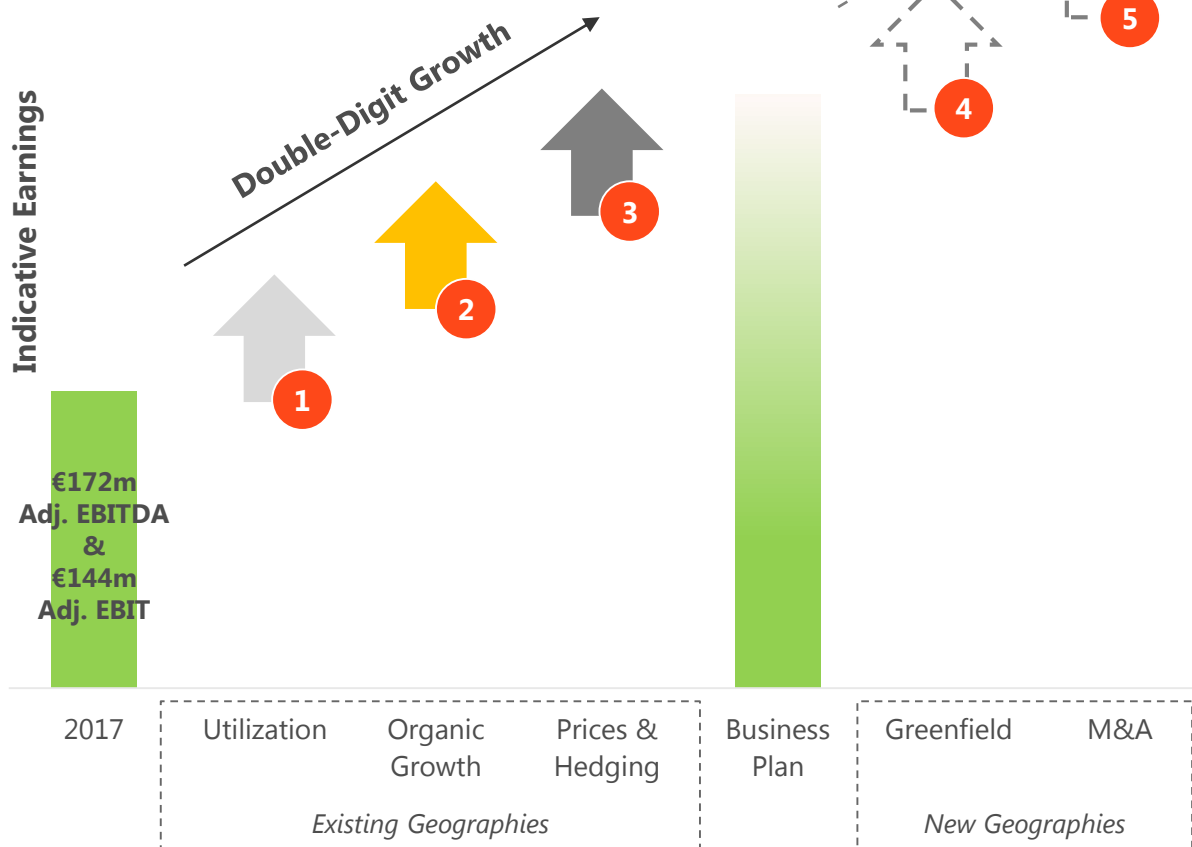 5
4
Double-Digit Growth
3
2
1
Indicative Earnings
€172m
Adj. EBITDA
&
€144m
Adj. EBIT
2017
Utilization
Organic
Growth
Prices &
Hedging
Business
Plan
Greenfield
M&A
Existing Geographies
New Geographies